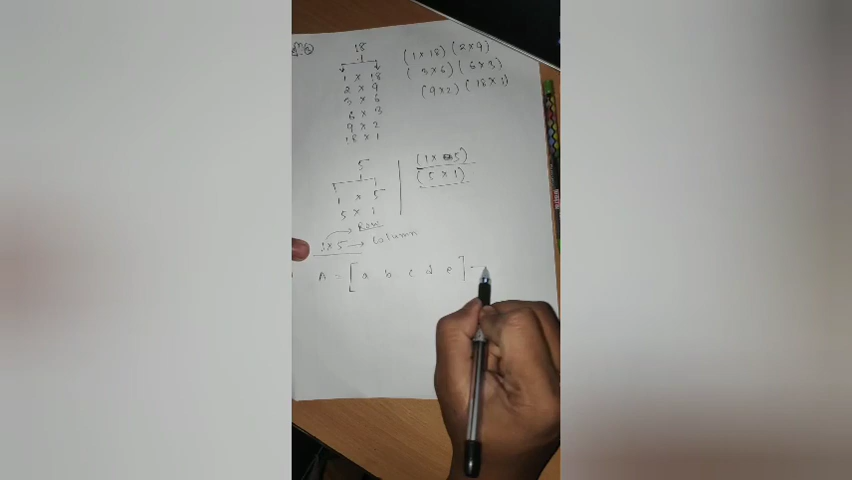 18
1 × 18
2 × 9
3 × 6
6 × 3
9 × 2
18 × 1
(1×18) (2×9)
(3×6) (6×3)
(9×2) (18×1)
5
1 × 5
5 × 1
(1× 5)
(5 × 1)
Row
1×5 → Column
A = [a b c d e]